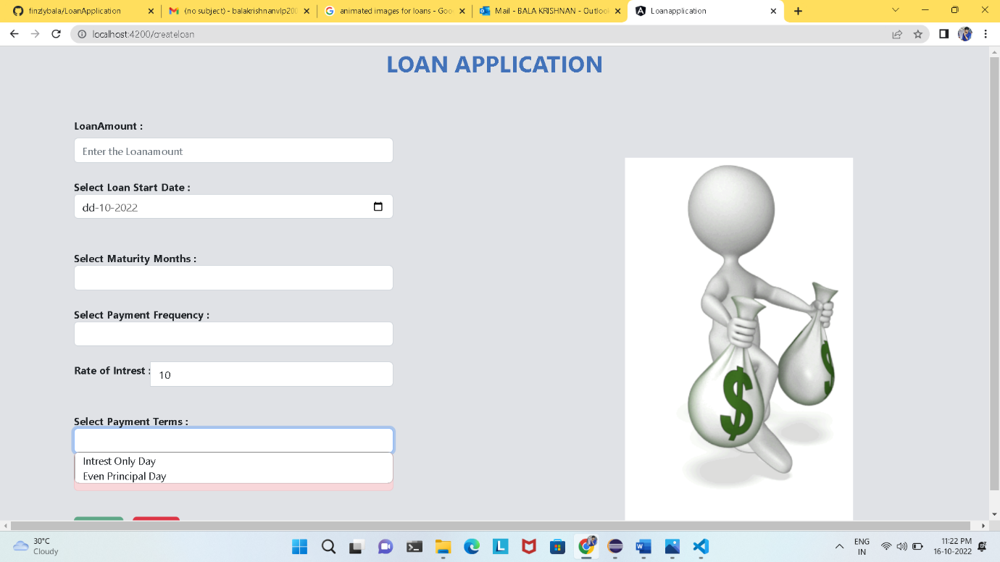 finzlybala/LoanApplication
(no subject) - balakrishnanvlp200
animated images for loans - Goo
Mail - BALA KRISHNAN - Outlook
Loanapplication
localhost:4200/createloan
LOAN APPLICATION
LoanAmount :
Enter the Loanamount
Select Loan Start Date :
dd-10-2022
Select Maturity Months :
Select Payment Frequency :
Rate of Intrest :
10
Select Payment Terms :
Intrest Only Day
Even Principal Day
$
$
30°C
Cloudy
ENG
IN
11:22 PM
16-10-2022